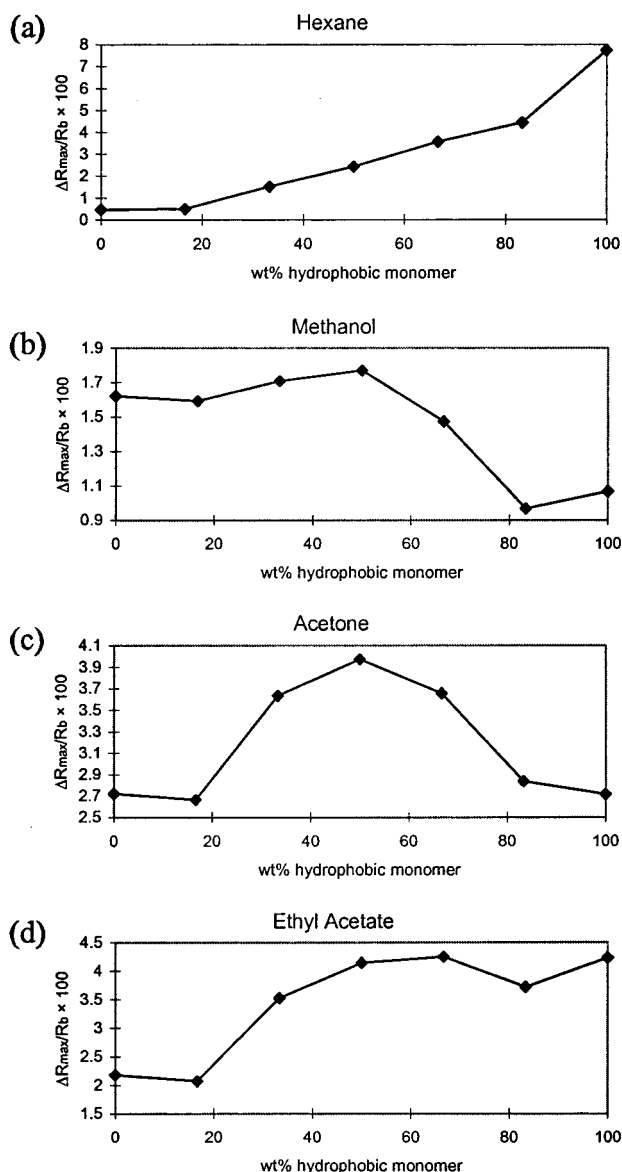 (a)
Hexane
ΔRmax/Rb × 100
8
7
6
5
4
3
2
1
0
0 20 40 60 80 100
wt% hydrophobic monomer
(b)
Methanol
ΔRmax/Rb × 100
1.9
1.7
1.5
1.3
1.1
0.9
0 20 40 60 80 100
wt% hydrophobic monomer
(c)
Acetone
ΔRmax/Rb × 100
4.1
3.9
3.7
3.5
3.3
3.1
2.9
2.7
2.5
0 20 40 60 80 100
wt% hydrophobic monomer
(d)
Ethyl Acetate
ΔRmax/Rb × 100
4.5
4
3.5
3
2.5
2
1.5
0 20 40 60 80 100
wt% hydrophobic monomer